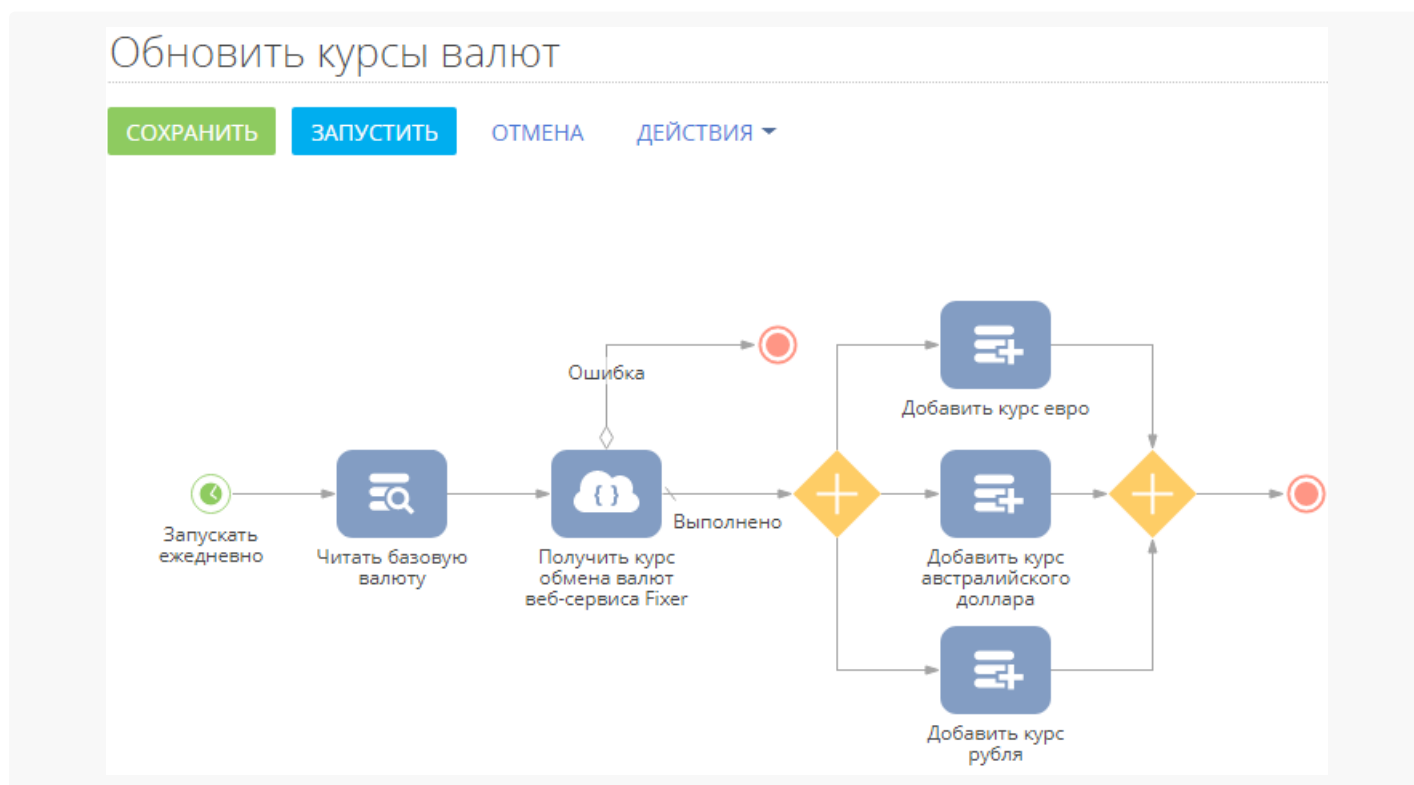 Обновить курсы валют
СОХРАНИТЬ ЗАПУСТИТЬ ОТМЕНА ДЕЙСТВИЯ
Ошибка
Добавить курс евро
Запускать
ежедневно
Читать базовую
валюту
Получить курс
обмена валют
веб-сервиса Fixer
Выполнено
Добавить курс
австралийского
доллара
Добавить курс
рубля